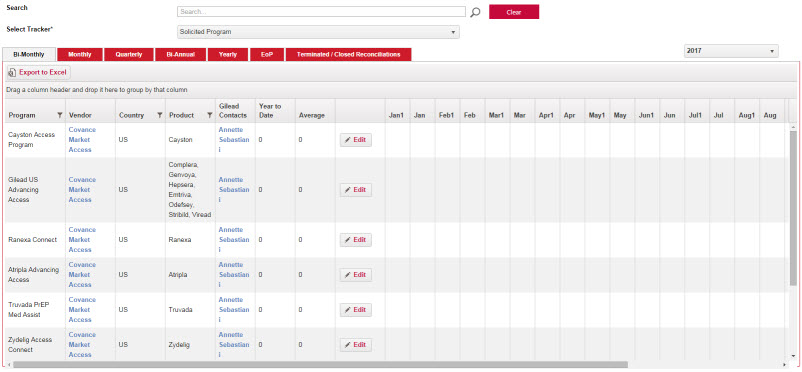 Search
Search...
Clear
Select Tracker*
Solicited Program
Bi-Monthly Monthly Quarterly Bi-Annual Yearly EoP Terminated / Closed Reconciliations
2017
Export to Excel
Drag a column header and drop it here to group by that column
Program Vendor Country Product Gilead Contacts Year to Date Average Jan1 Jan Feb1 Feb Mar1 Mar Apr1 Apr May1 May Jun1 Jun Jul1 Jul Aug1 Aug
Cayston Access Program Covance Market Access US Cayston Annette Sebastiani 0 0 Edit
Gilead US Advancing Access Covance Market Access US Complera, Genvoya, Hepsera, Emtriva, Odefsey, Stribild, Viread Annette Sebastiani 0 0 Edit
Ranexa Connect Covance Market Access US Ranexa Annette Sebastiani 0 0 Edit
Atripla Advancing Access Covance Market Access US Atripla Annette Sebastiani 0 0 Edit
Truvada PrEP Med Assist Covance Market Access US Truvada Annette Sebastiani 0 0 Edit
Zydelig Access Connect Covance Market Access US Zydelig Annette Sebastiani 0 0 Edit